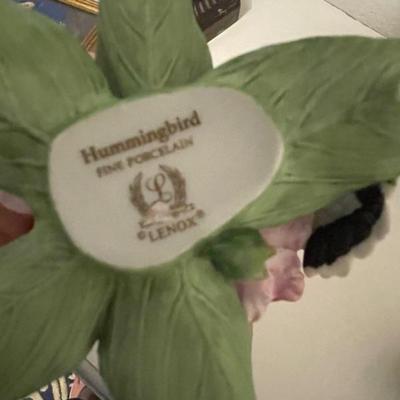 Hummingbird
FINE PORCELAIN
L
©LENOX®